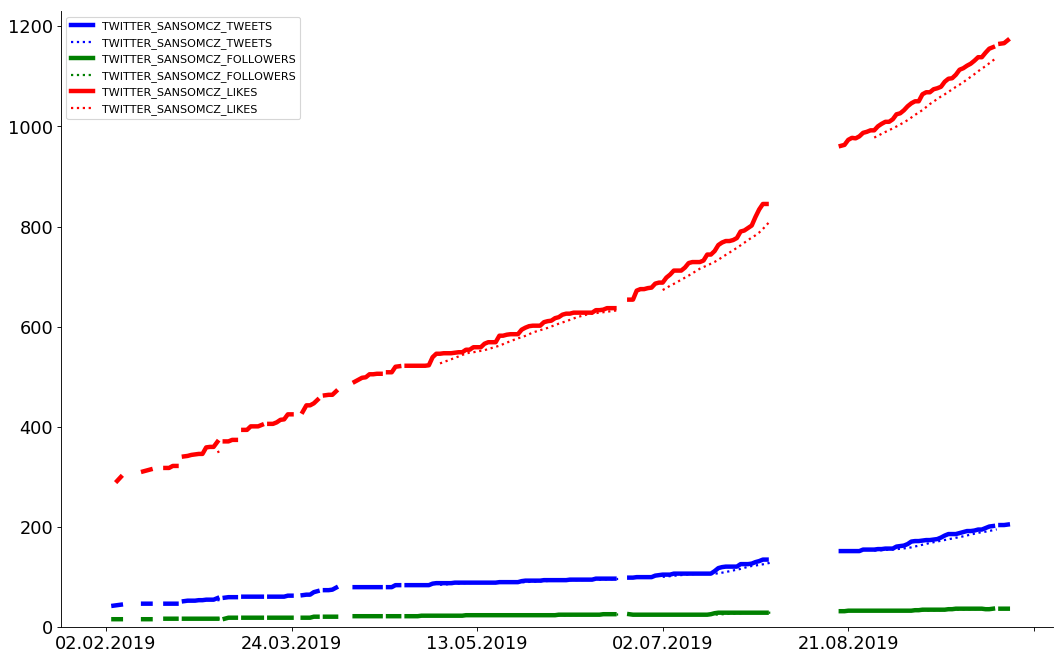 1200
1000
800
600
400
200
0
TWITTER_SANSOMCZ_TWEETS
TWITTER_SANSOMCZ_TWEETS
TWITTER_SANSOMCZ_FOLLOWERS
TWITTER_SANSOMCZ_FOLLOWERS
TWITTER_SANSOMCZ_LIKES
TWITTER_SANSOMCZ_LIKES
02.02.2019 24.03.2019 13.05.2019 02.07.2019 21.08.2019